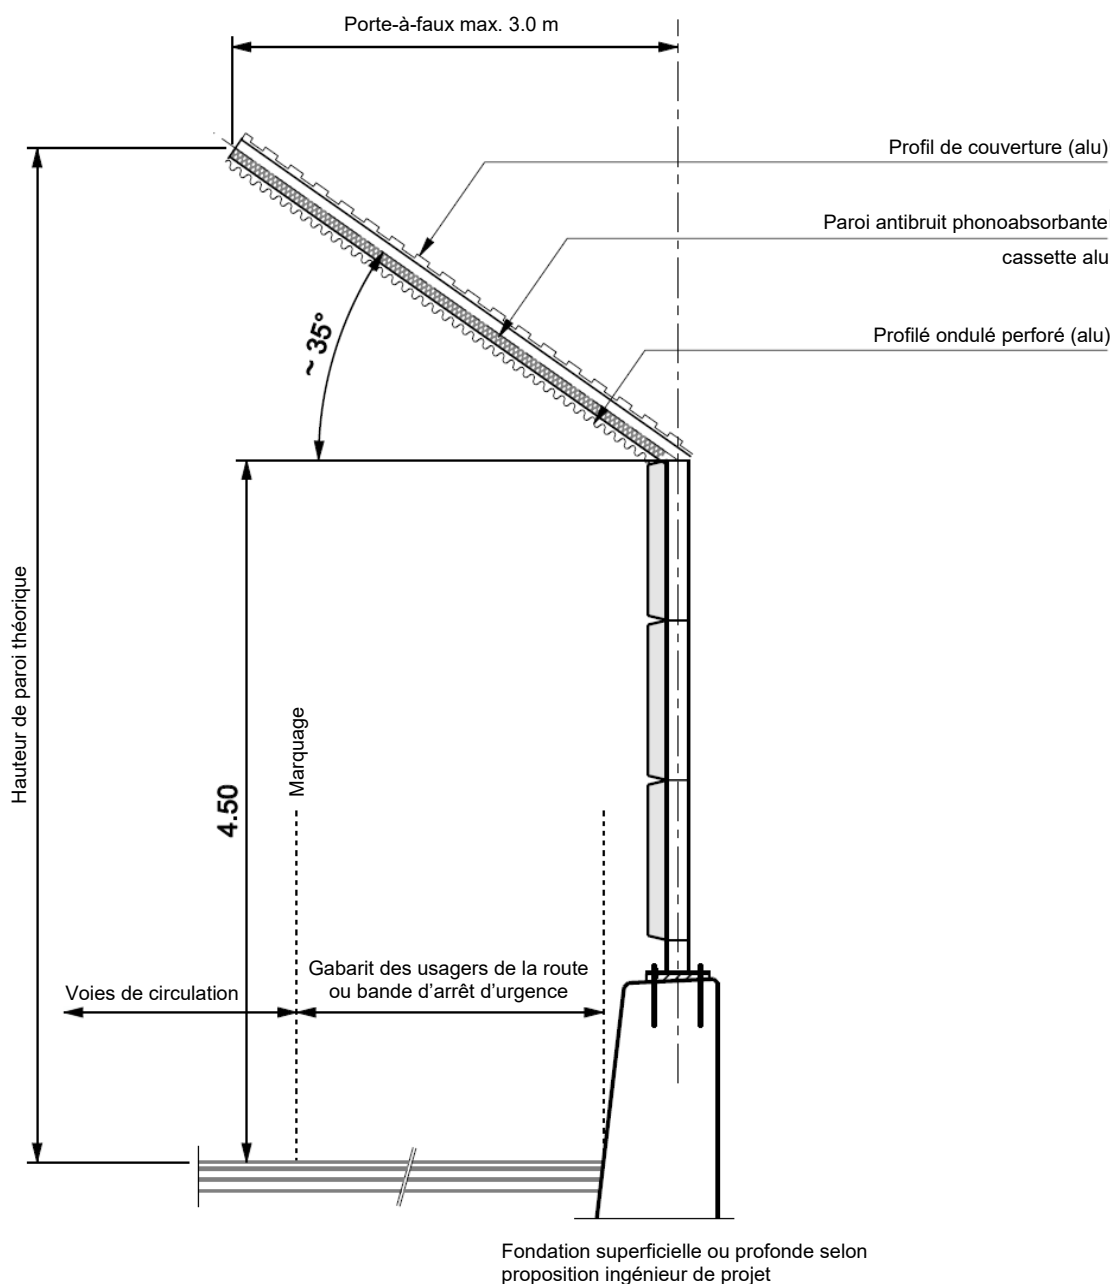 Porte-à-faux max. 3.0 m
Profil de couverture (alu)
Paroi antibruit phonoabsorbante
cassette alu
Profilé ondulé perforé (alu)
~ 35°
Hauteur de paroi théorique
4.50
Marquage
Voies de circulation
Gabarit des usagers de la route
ou bande d’arrêt d’urgence
Fondation superficielle ou profonde selon
proposition ingénieur de projet